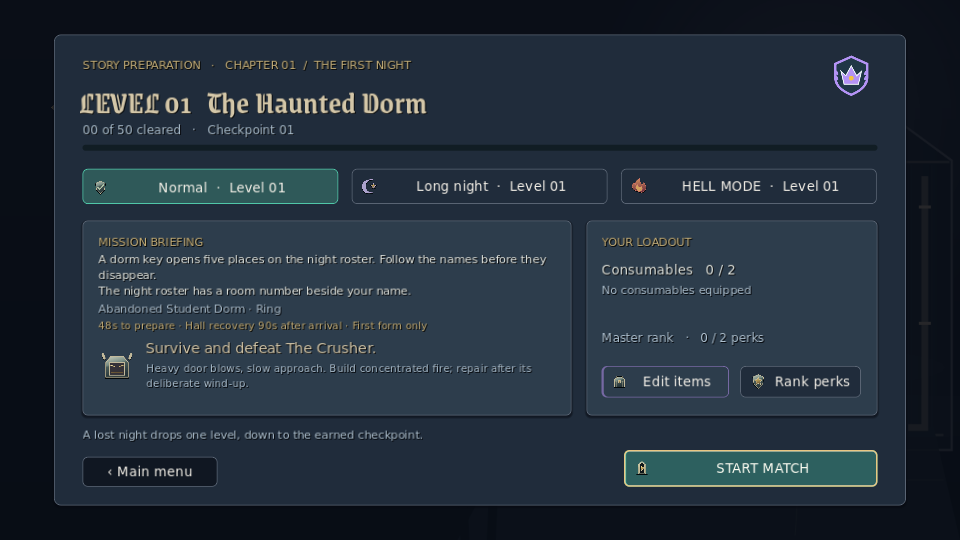 STORY PREPARATION · CHAPTER 01 / THE FIRST NIGHT
LEVEL 01 The Haunted Dorm
00 of 50 cleared · Checkpoint 01
Normal · Level 01
Long night · Level 01
HELL MODE · Level 01
MISSION BRIEFING
A dorm key opens five places on the night roster. Follow the names before they
disappear.
The night roster has a room number beside your name.
Abandoned Student Dorm · Ring
48s to prepare · Hall recovery 90s after arrival · First form only
Survive and defeat The Crusher.
Heavy door blows, slow approach. Build concentrated fire; repair after its
deliberate wind-up.
YOUR LOADOUT
Consumables 0 / 2
No consumables equipped
Master rank · 0 / 2 perks
Edit items
Rank perks
A lost night drops one level, down to the earned checkpoint.
‹ Main menu
START MATCH